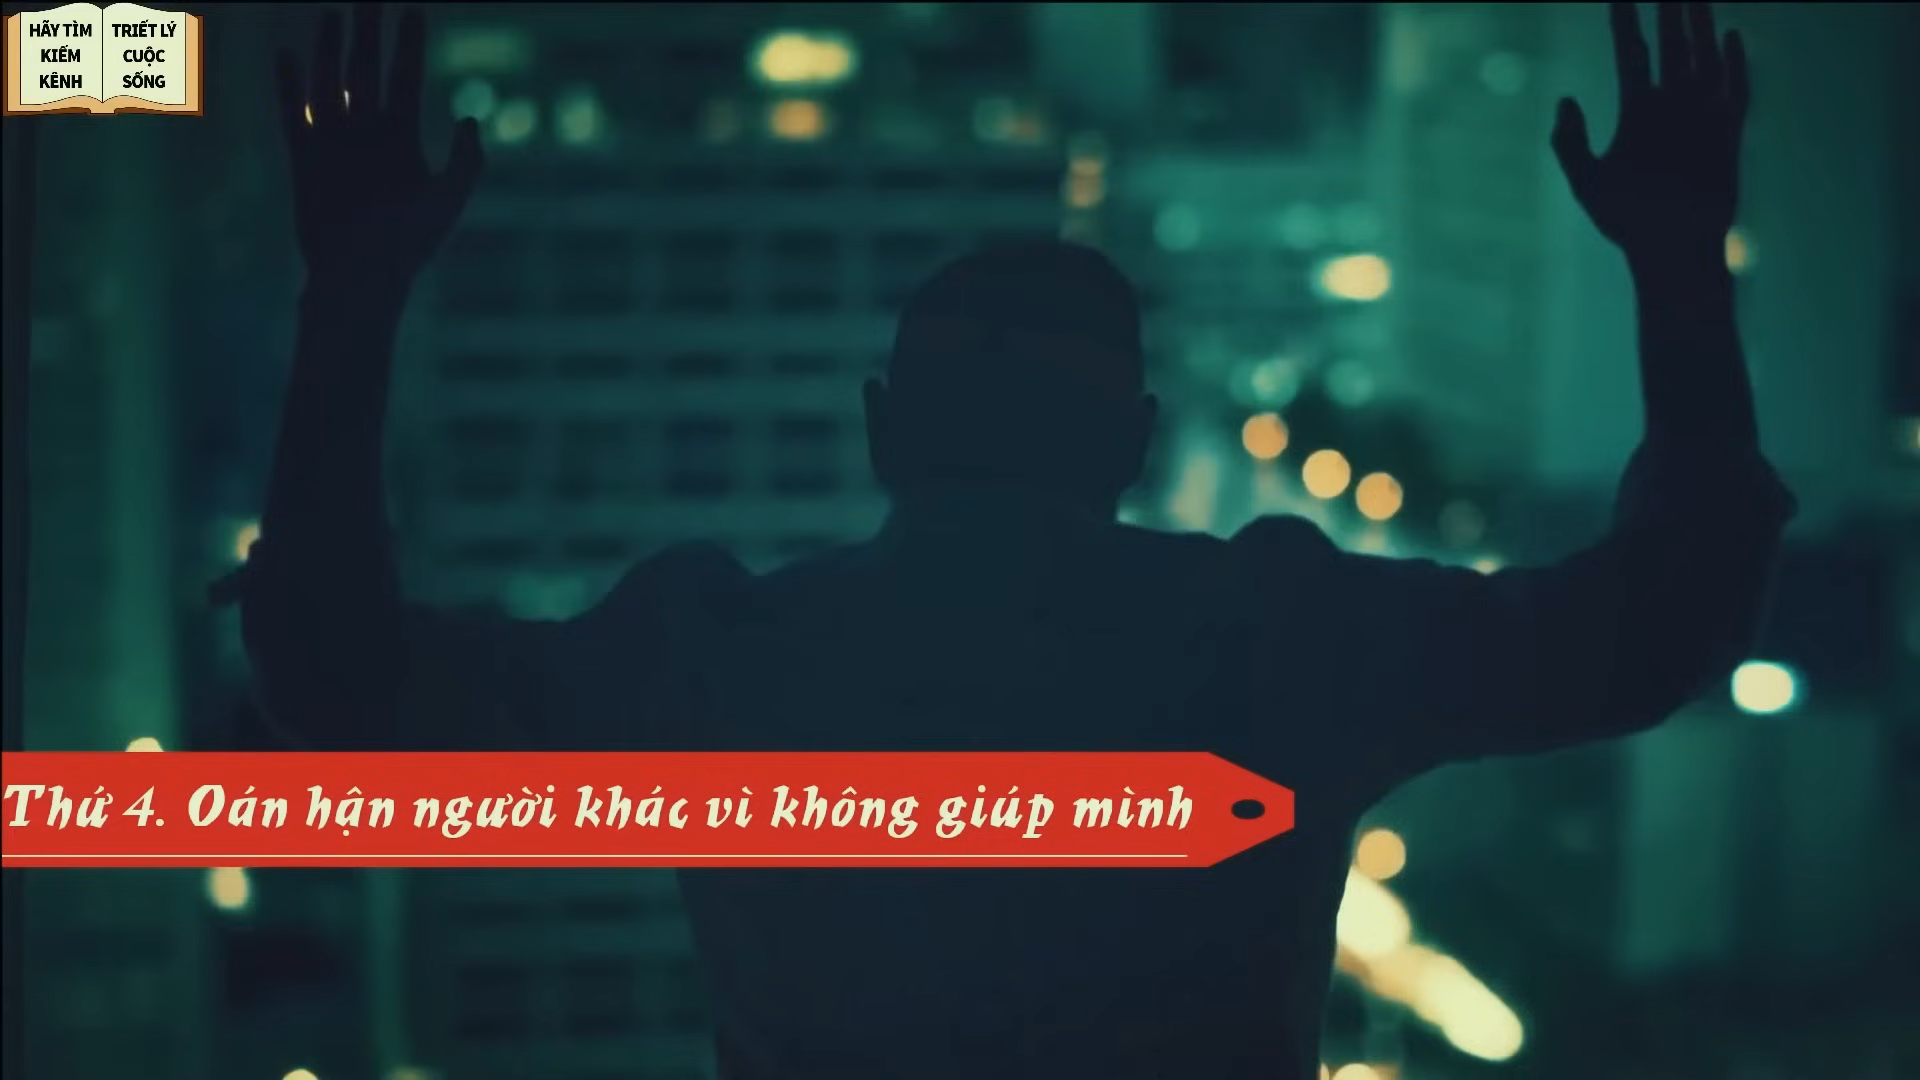 HÃY TÌM
KIẾM
KÊNH
TRIẾT LÝ
CUỘC
SỐNG
Thứ 4. Oán hận người khác vì không giúp mình